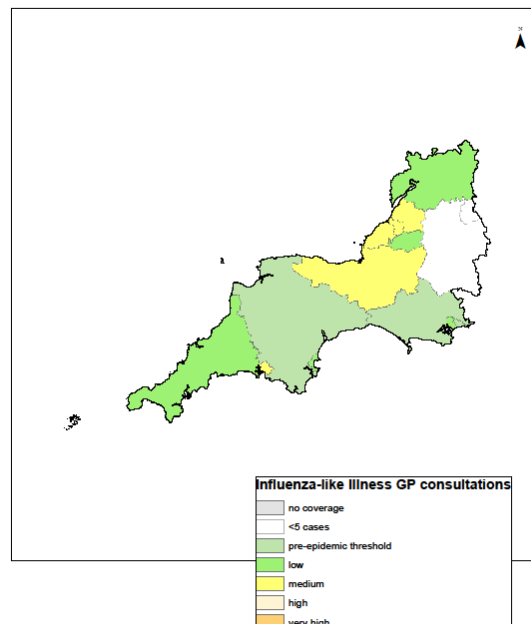 N
Influenza-like Illness GP consultations
no coverage
<5 cases
pre-epidemic threshold
low
medium
high
very high